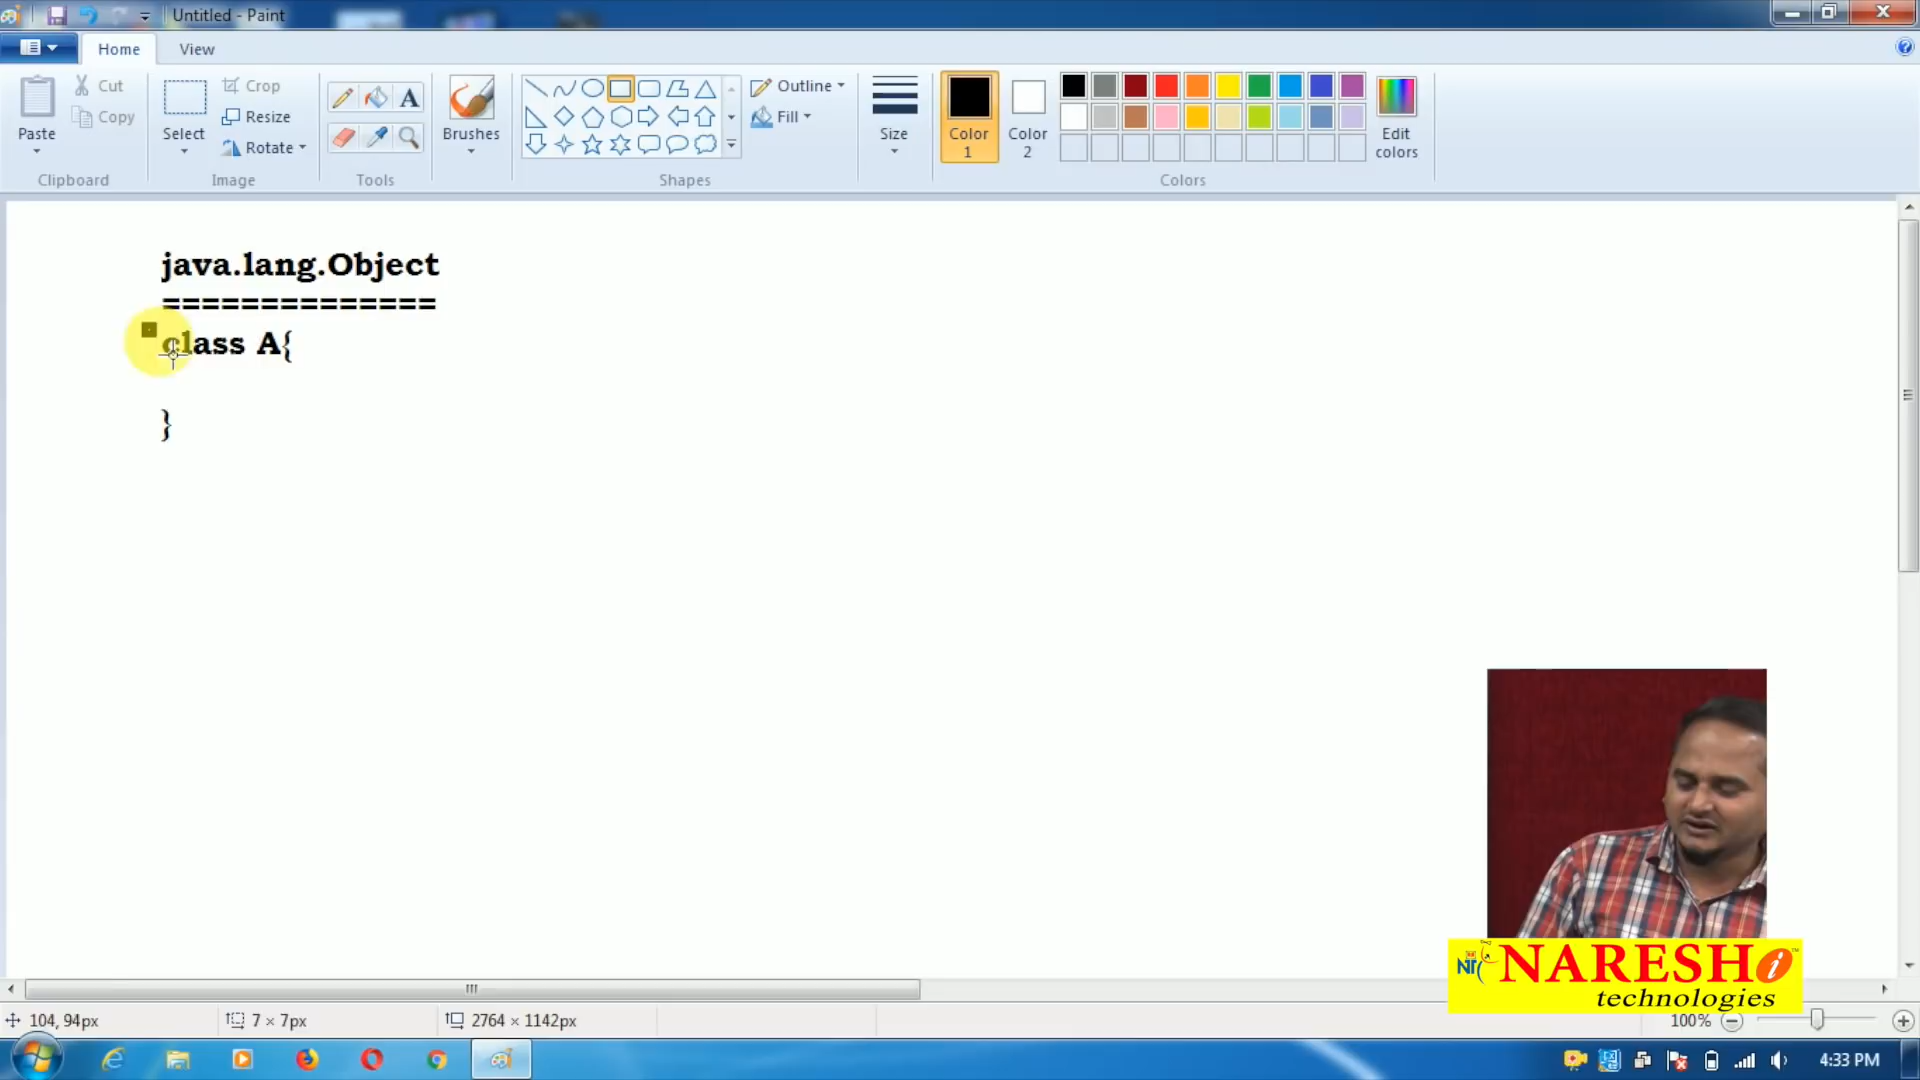 Untitled - Paint
Home
View
Paste
Cut
Copy
Clipboard
Select
Crop
Resize
Rotate
Image
Tools
Brushes
Shapes
Outline
Fill
Size
Color 1
Color 2
Edit colors
Colors
java.lang.Object
==============
class A{
}
NT
NARESH i ™
technologies
104, 94px
7 × 7px
2764 × 1142px
100%
4:33 PM